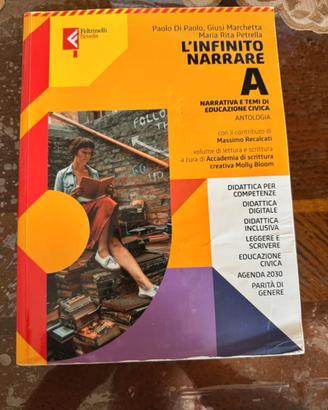 Feltrinelli
Scuola
Paolo Di Paolo, Giusi Marchetta
Maria Rita Petrella
L'INFINITO
NARRARE
A
NARRATIVA E TEMI DI
EDUCAZIONE CIVICA
ANTOLOGIA
con il contributo di
Massimo Recalcati
volume di lettura e scrittura
a cura di Accademia di scrittura
creativa Molly Bloom
FOLLOW
THE
DIDATTICA PER
COMPETENZE
DIDATTICA
DIGITALE
DIDATTICA
INCLUSIVA
LEGGERE E
SCRIVERE
EDUCAZIONE
CIVICA
AGENDA 2030
PARITÀ DI
GENERE